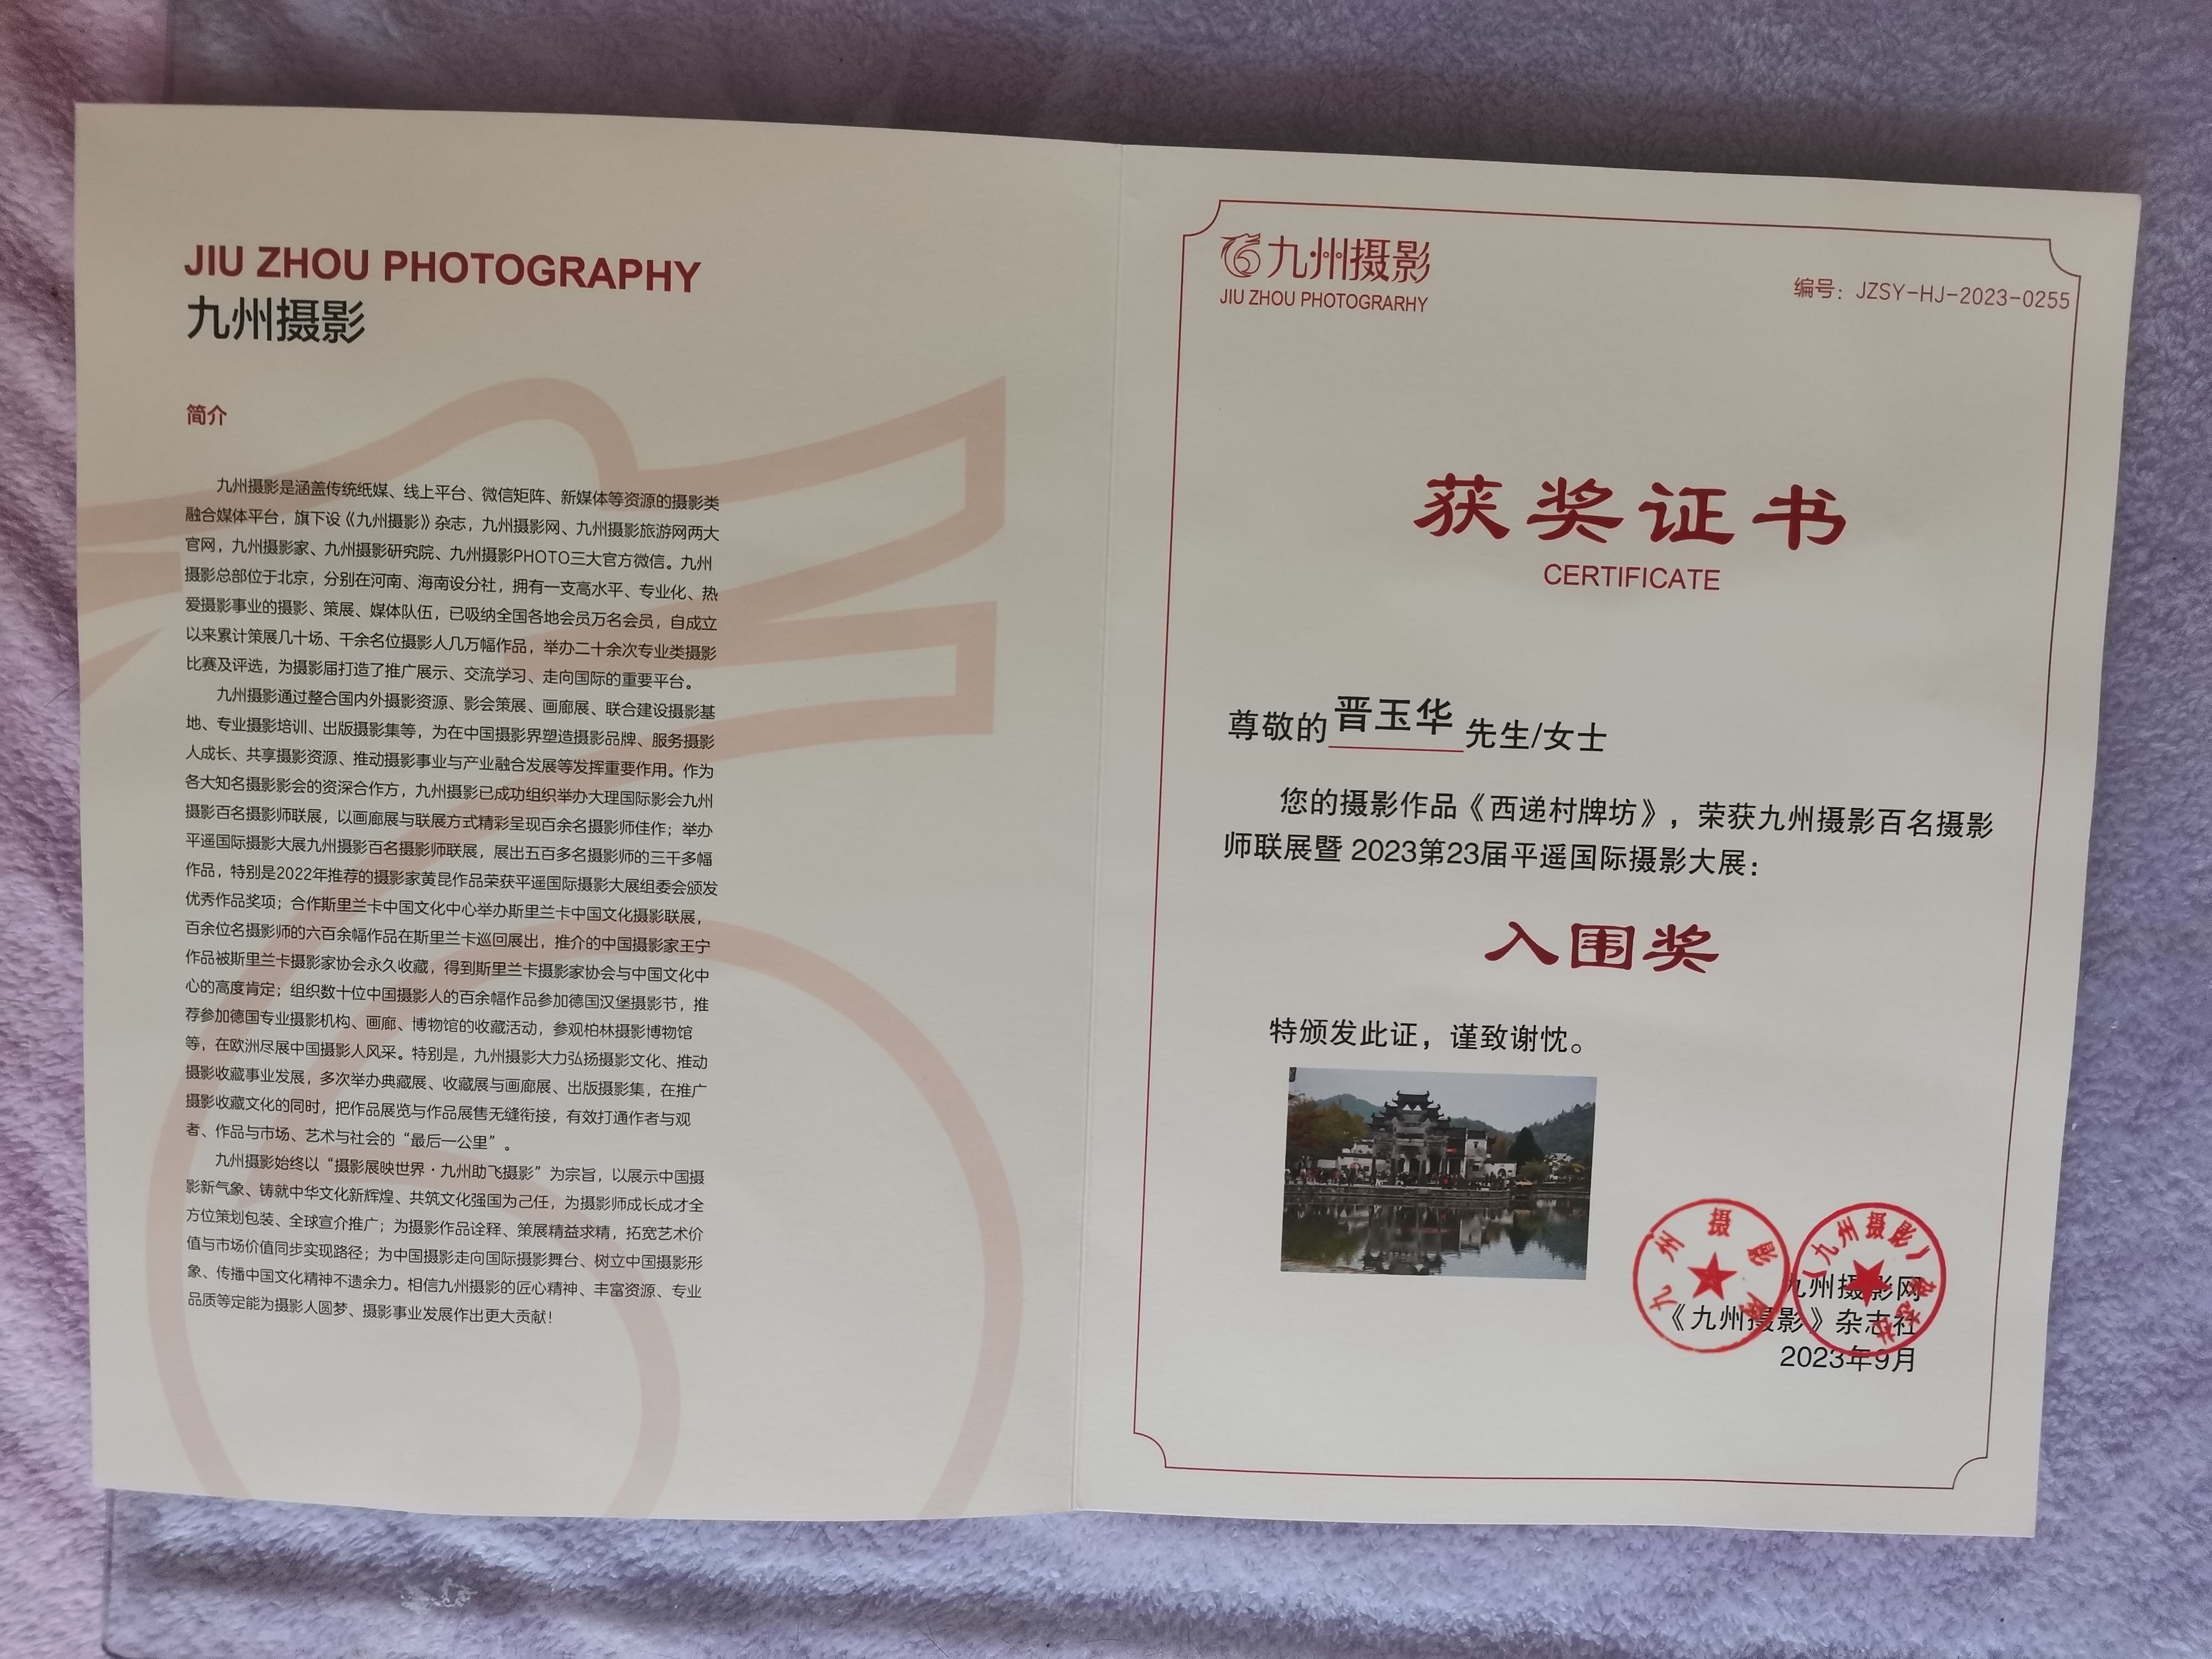 JIU ZHOU PHOTOGRAPHY
九州摄影
简介
九州摄影是涵盖传统纸媒、线上平台、微信矩阵、新媒体等资源的摄影类
融合媒体平台，旗下设《九州摄影》杂志，九州摄影网、九州摄影旅游网两大
官网，九州摄影家、九州摄影研究院、九州摄影PHOTO三大官方微信。九州
摄影总部位于北京，分别在河南、海南设分社，拥有一支高水平、专业化、热
爱摄影事业的摄影、策展、媒体队伍，已吸纳全国各地会员万名会员，自成立
以来累计策展几十场、千余名位摄影人几万幅作品，举办二十余次专业类摄影
比赛及评选，为摄影届打造了推广展示、交流学习、走向国际的重要平台。
九州摄影通过整合国内外摄影资源、影会策展、画廊展、联合建设摄影基
地、专业摄影培训、出版摄影集等，为在中国摄影界塑造摄影品牌、服务摄影
人成长、共享摄影资源、推动摄影事业与产业融合发展等发挥重要作用。作为
各大知名摄影影会的资深合作方，九州摄影已成功组织举办大理国际影会九州
摄影百名摄影师联展，以画廊展与联展方式精彩呈现百余名摄影师佳作；举办
平遥国际摄影大展九州摄影百名摄影师联展，展出五百多名摄影师的三千多幅
作品，特别是2022年推荐的摄影家黄昆作品荣获平遥国际摄影大展组委会颁发
优秀作品奖项；合作斯里兰卡中国文化中心举办斯里兰卡中国文化摄影联展，
百余位名摄影师的六百余幅作品在斯里兰卡巡回展出，推介的中国摄影家王宁
作品被斯里兰卡摄影家协会永久收藏，得到斯里兰卡摄影家协会与中国文化中
心的高度肯定；组织数十位中国摄影人的百余幅作品参加德国汉堡摄影节，推
荐参加德国专业摄影机构、画廊、博物馆的收藏活动，参观柏林摄影博物馆
等，在欧洲尽展中国摄影人风采。特别是，九州摄影大力弘扬摄影文化、推动
摄影收藏事业发展，多次举办典藏展、收藏展与画廊展、出版摄影集，在推广
摄影收藏文化的同时，把作品展览与作品展售无缝衔接，有效打通作者与观
者、作品与市场、艺术与社会的“最后一公里”。
九州摄影始终以“摄影展映世界·九州助飞摄影”为宗旨，以展示中国摄
影新气象、铸就中华文化新辉煌、共筑文化强国为己任，为摄影师成长成才全
方位策划包装、全球宣介推广；为摄影作品诠释、策展精益求精，拓宽艺术价
值与市场价值同步实现路径；为中国摄影走向国际摄影舞台、树立中国摄影形
象、传播中国文化精神不遗余力。相信九州摄影的匠心精神、丰富资源、专业
品质等定能为摄影人圆梦、摄影事业发展作出更大贡献！
九州摄影
JIU ZHOU PHOTOGRARHY
编号：JZSY-HJ-2023-0255
获奖证书
CERTIFICATE
尊敬的晋玉华先生/女士
您的摄影作品《西递村牌坊》，荣获九州摄影百名摄影
师联展暨 2023第23届平遥国际摄影大展：
入围奖
特颁发此证，谨致谢忱。
九州摄影网
《九州摄影》杂志社
九州摄影网
《九州摄影》杂志社
2023年9月